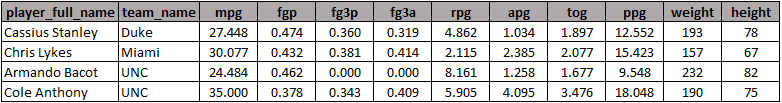 player_full_name team_name mpg fgp fg3p fg3a rpg apg tog ppg weight height
Cassius Stanley Duke 27.448 0.474 0.360 0.319 4.862 1.034 1.897 12.552 193 78
Chris Lykes Miami 30.077 0.432 0.381 0.414 2.115 2.385 2.077 15.423 157 67
Armando Bacot UNC 24.484 0.462 0.000 0.000 8.161 1.258 1.677 9.548 232 82
Cole Anthony UNC 35.000 0.378 0.343 0.409 5.905 4.095 3.476 18.048 190 75